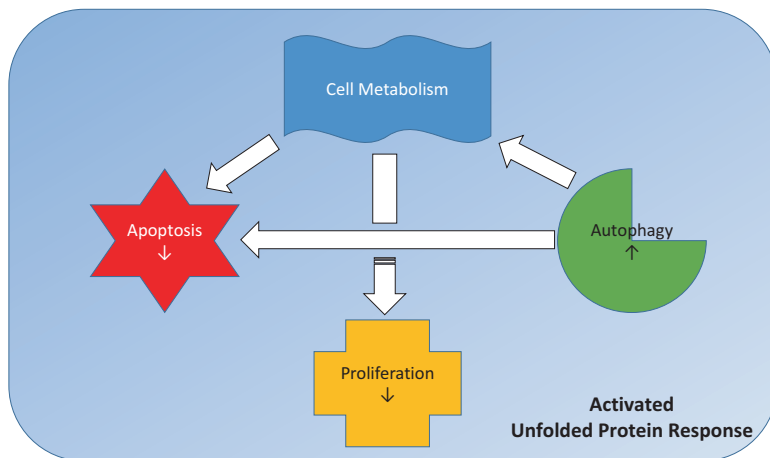 Cell Metabolism
Apoptosis
↓
Autophagy
↑
Proliferation
↓
Activated
Unfolded Protein Response